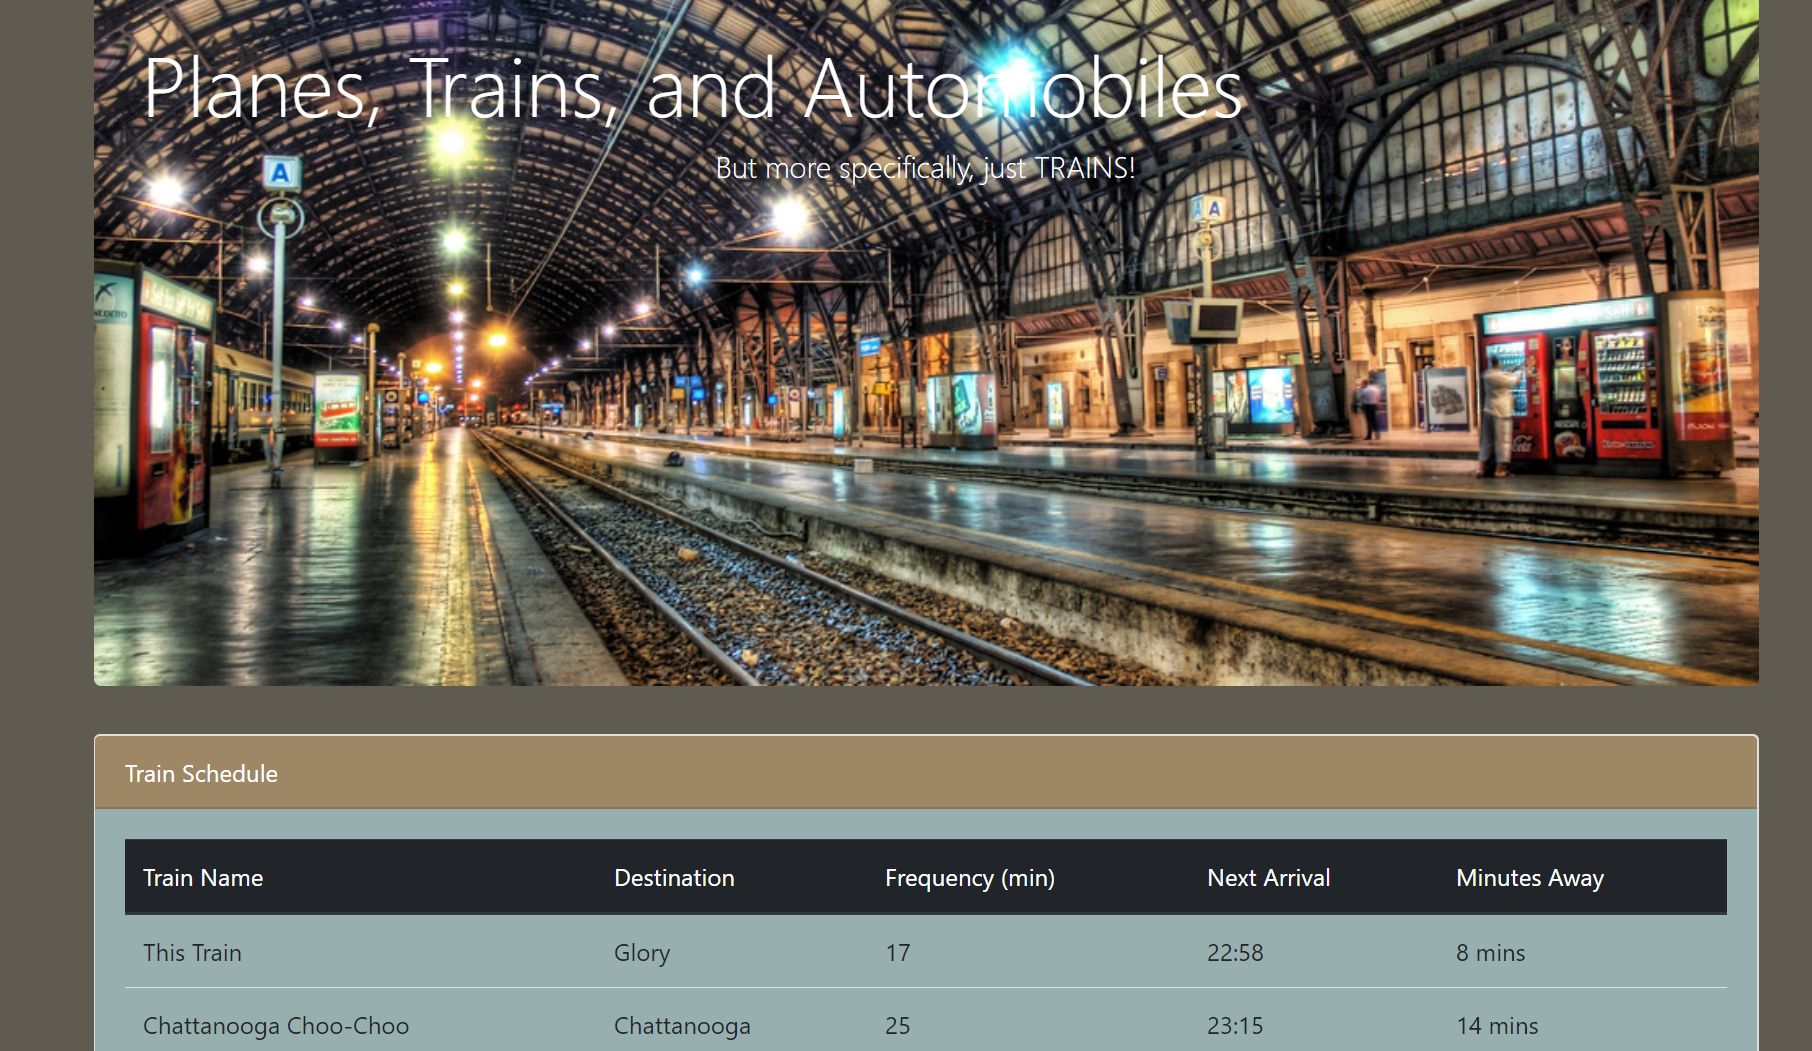 Planes, Trains, and Automobiles
But more specifically, just TRAINS!
A
A
Train Schedule
Train Name Destination Frequency (min) Next Arrival Minutes Away
This Train Glory 17 22:58 8 mins
Chattanooga Choo-Choo Chattanooga 25 23:15 14 mins